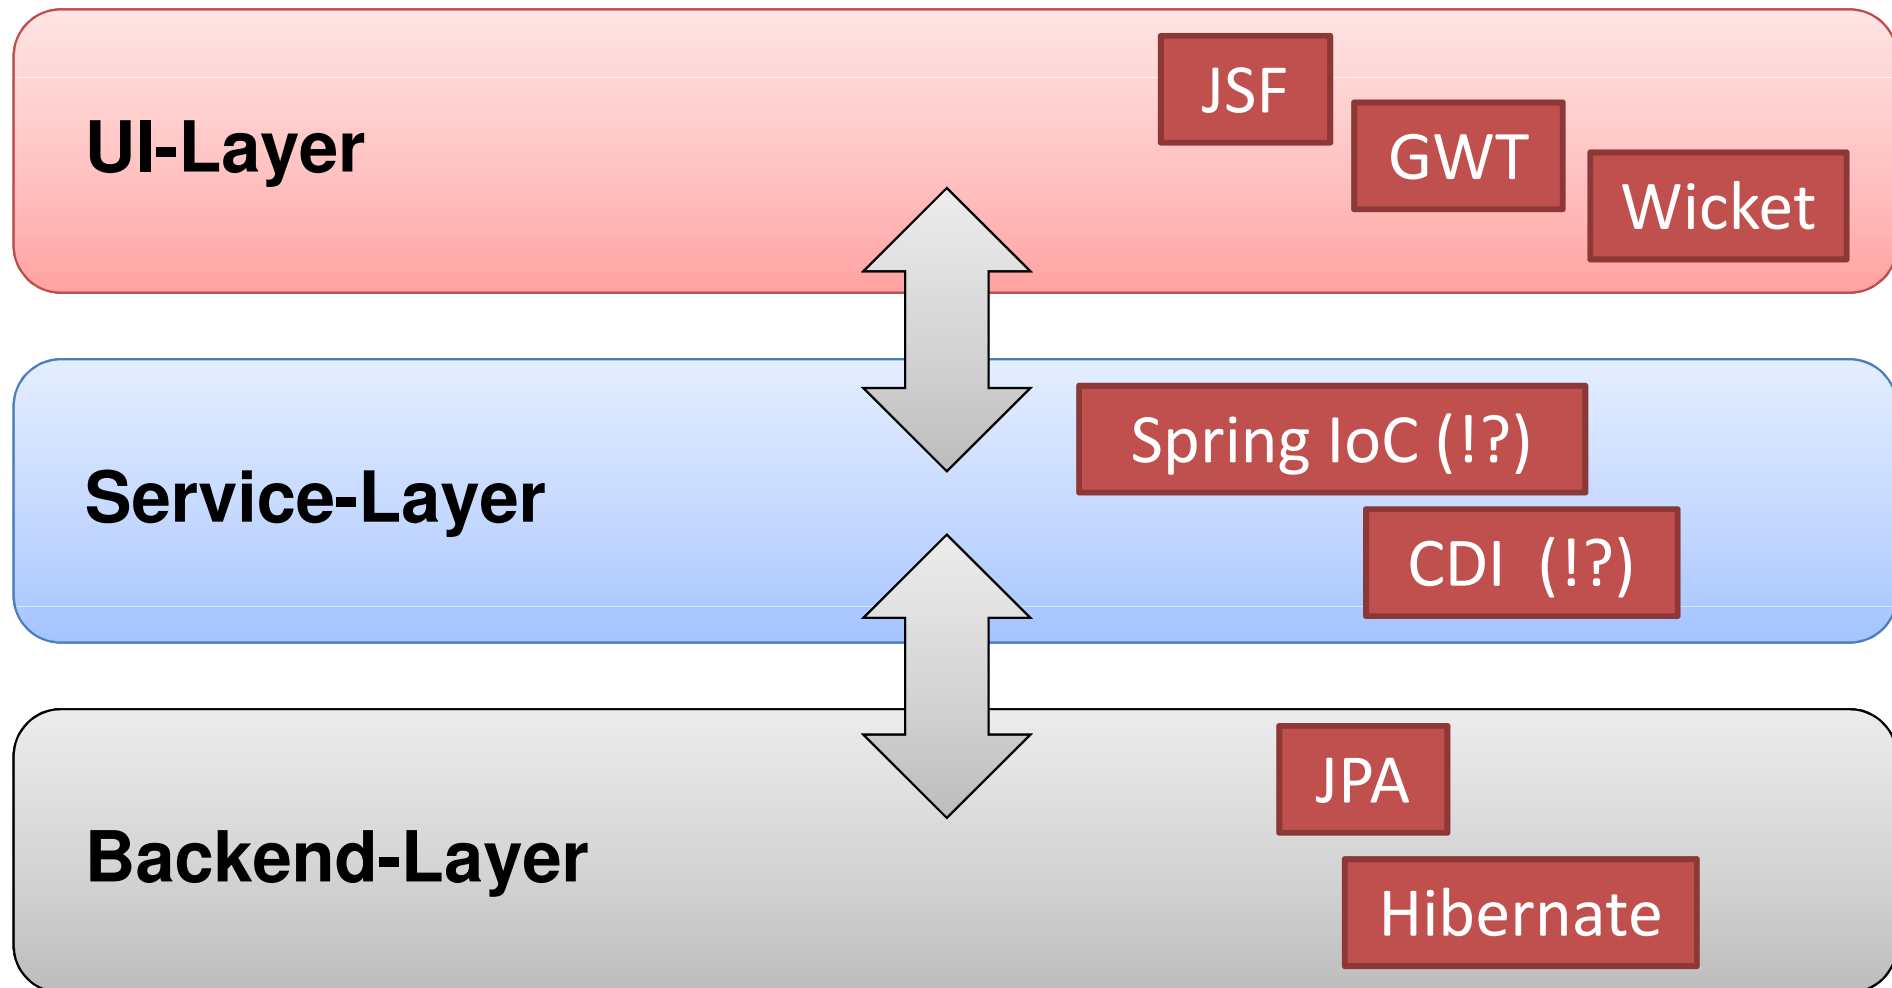 UI-Layer
JSF
GWT
Wicket
Service-Layer
Spring IoC (!?)
CDI  (!?)
Backend-Layer
JPA
Hibernate